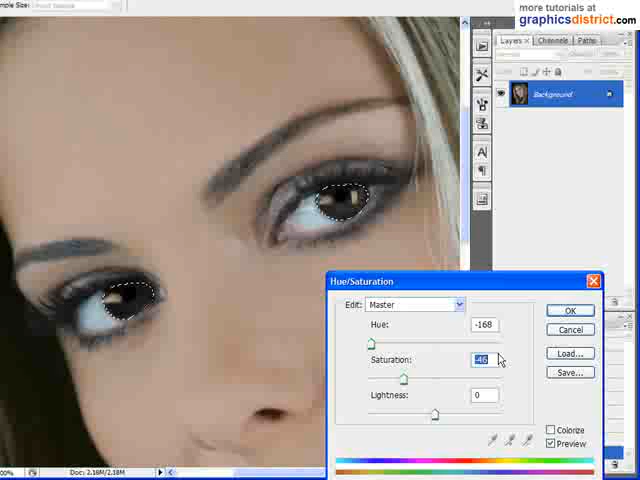 more tutorials at
graphicsdistrict.com
mple Size:
Layers × Channels Paths
Background
Hue/Saturation
Edit: Master
Hue: -168
Saturation: -46
Lightness: 0
OK
Cancel
Load...
Save...
Colorize
Preview
Doc: 2.18M/2.18M